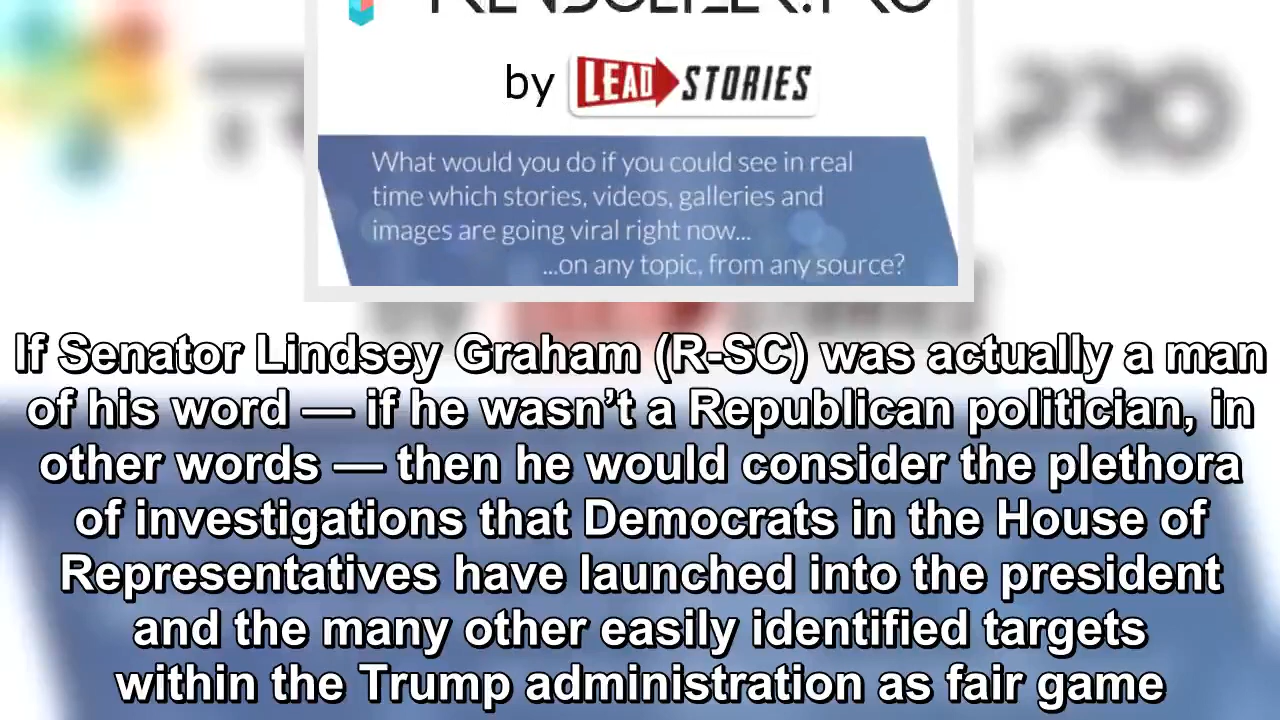 by LEAD STORIES
What would you do if you could see in real
time which stories, videos, galleries and
images are going viral right now...
...on any topic, from any source?
If Senator Lindsey Graham (R-SC) was actually a man
of his word — if he wasn’t a Republican politician, in
other words — then he would consider the plethora
of investigations that Democrats in the House of
Representatives have launched into the president
and the many other easily identified targets
within the Trump administration as fair game